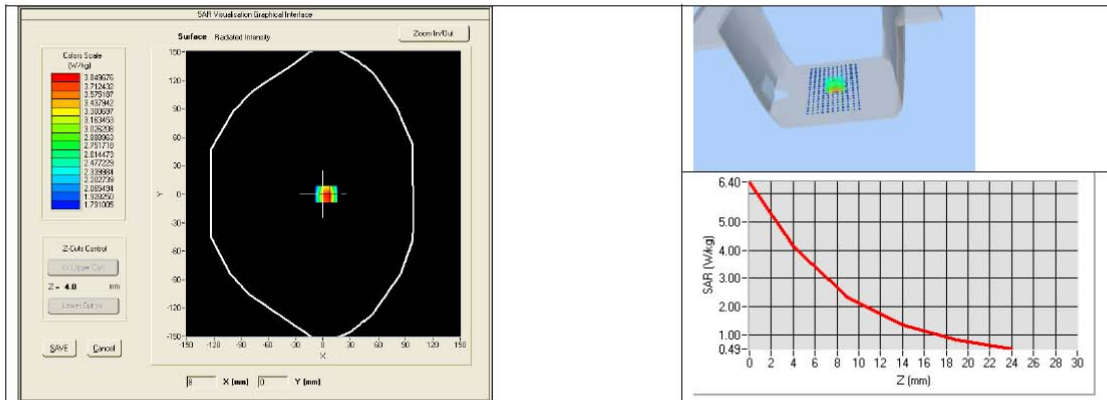 SAR Visualisation Graphical Interface
Surface Radiated Intensity
Zoom In/Out
Colors Scale
(W/kg)
3.849676
3.712432
3.575187
3.437942
3.300697
3.163453
3.026208
2.888963
2.751718
2.614473
2.477229
2.339984
2.202739
2.065494
1.928250
1.791005
Z-Cuts Control
Z = 4.0 mm
SAVE
Cancel
150
120
90
60
30
0
-30
-60
-90
-120
-150
Y
-150 -120 -90 -60 -30 0 30 60 90 120 150
X
8 X (mm) 0 Y (mm)
6.40
5.00
4.00
3.00
2.00
1.00
0.49
SAR (W/kg)
0 2 4 6 8 10 12 14 16 18 20 22 24 26 28 30
Z (mm)